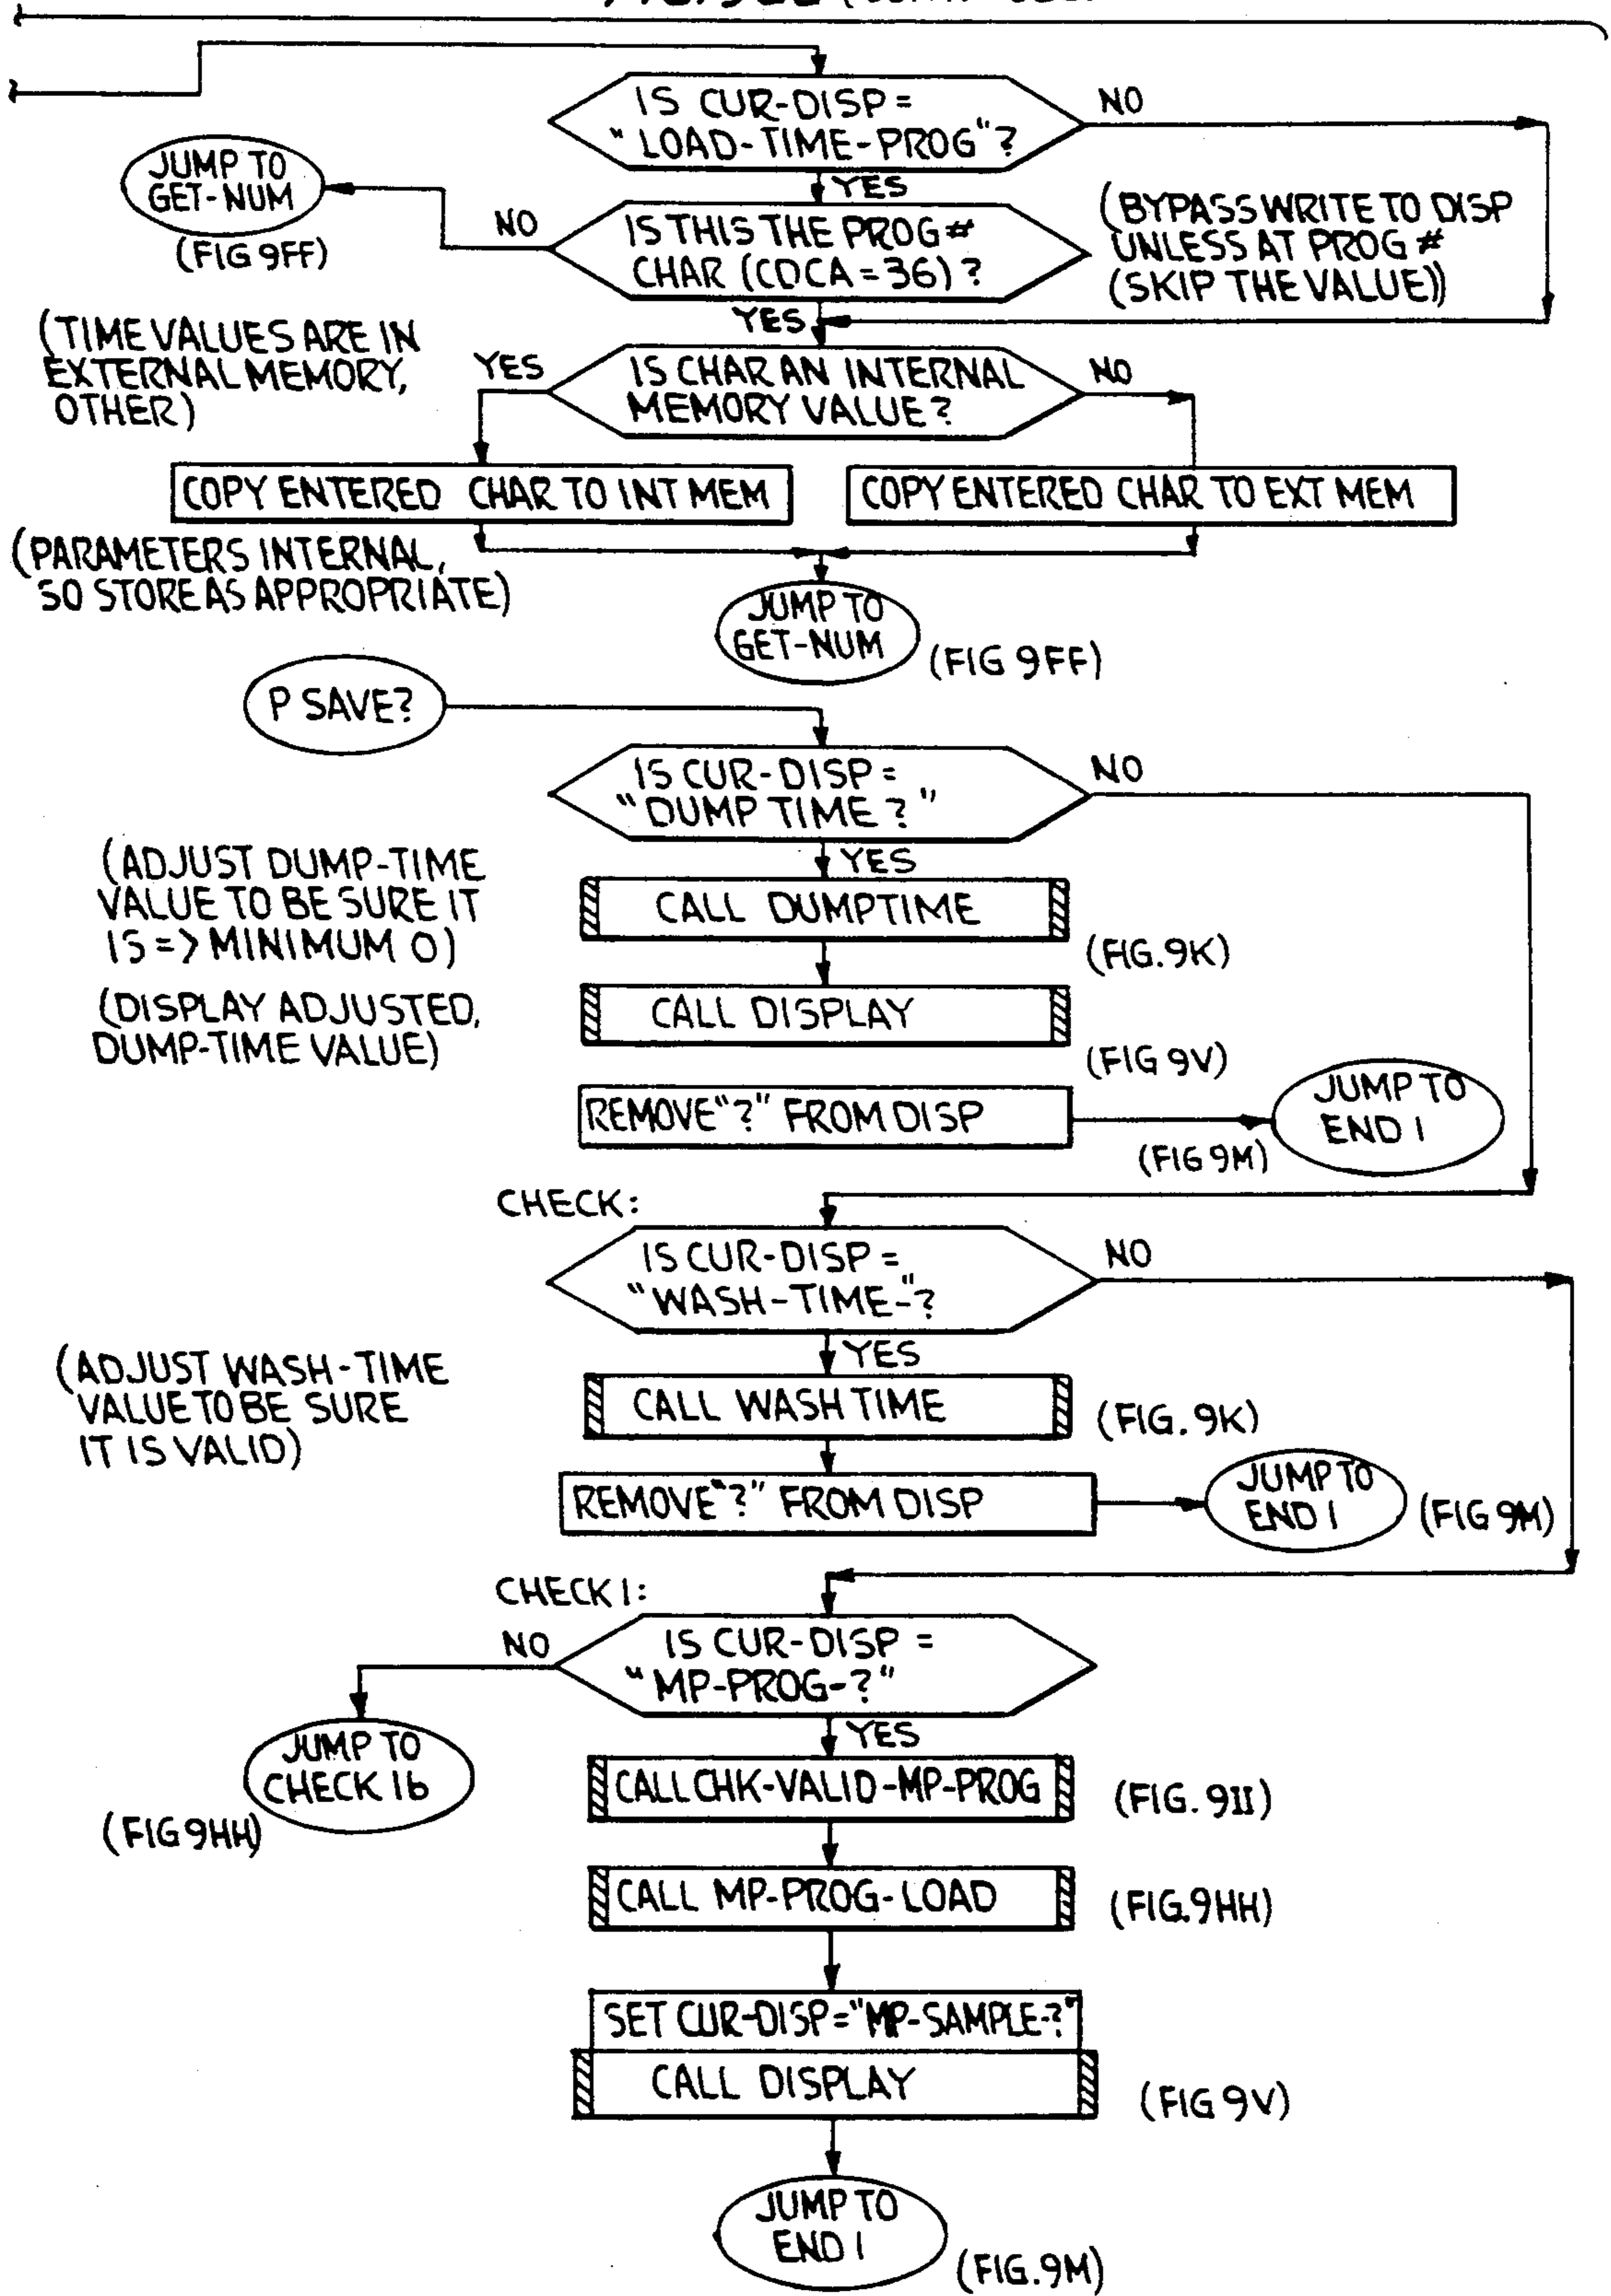 IS CUR-DISP =
"LOAD-TIME-PROG"?
NO
JUMP TO
GET-NUM
(FIG 9FF)
YES
NO
IS THIS THE PROG#
CHAR (CDCA=36)?
(BYPASS WRITE TO DISP
UNLESS AT PROG #
(SKIP THE VALUE))
YES
(TIME VALUES ARE IN
EXTERNAL MEMORY,
OTHER)
YES
IS CHAR AN INTERNAL
MEMORY VALUE?
NO
COPY ENTERED CHAR TO INT MEM
COPY ENTERED CHAR TO EXT MEM
(PARAMETERS INTERNAL,
SO STORE AS APPROPRIATE)
JUMP TO
GET-NUM
(FIG 9FF)
P SAVE?
IS CUR-DISP =
"DUMP TIME?"
NO
YES
(ADJUST DUMP-TIME
VALUE TO BE SURE IT
IS => MINIMUM 0)
CALL DUMPTIME
(FIG.9K)
(DISPLAY ADJUSTED,
DUMP-TIME VALUE)
CALL DISPLAY
(FIG 9V)
REMOVE "?" FROM DISP
JUMP TO
END 1
(FIG 9M)
CHECK:
IS CUR-DISP =
"WASH-TIME-"?
NO
YES
(ADJUST WASH-TIME
VALUE TO BE SURE
IT IS VALID)
CALL WASH TIME
(FIG. 9K)
REMOVE "?" FROM DISP
JUMP TO
END 1
(FIG 9M)
CHECK 1:
NO
IS CUR-DISP =
"MP-PROG-?"
YES
JUMP TO
CHECK 1b
(FIG 9HH)
CALL CHK-VALID-MP-PROG
(FIG. 9II)
CALL MP-PROG-LOAD
(FIG.9HH)
SET CUR-DISP="MP-SAMPLE-?"
CALL DISPLAY
(FIG 9V)
JUMP TO
END 1
(FIG.9M)